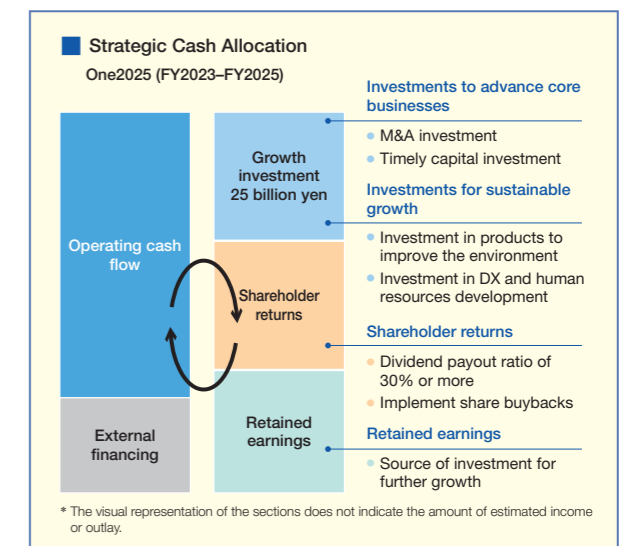 Strategic Cash Allocation
One2025 (FY2023–FY2025)
Operating cash
flow
External
financing
Growth
investment
25 billion yen
Shareholder
returns
Retained
earnings
Investments to advance core
businesses
• M&A investment
• Timely capital investment
Investments for sustainable
growth
• Investment in products to
improve the environment
• Investment in DX and human
resources development
Shareholder returns
• Dividend payout ratio of
30% or more
• Implement share buybacks
Retained earnings
• Source of investment for
further growth
* The visual representation of the sections does not indicate the amount of estimated income
or outlay.